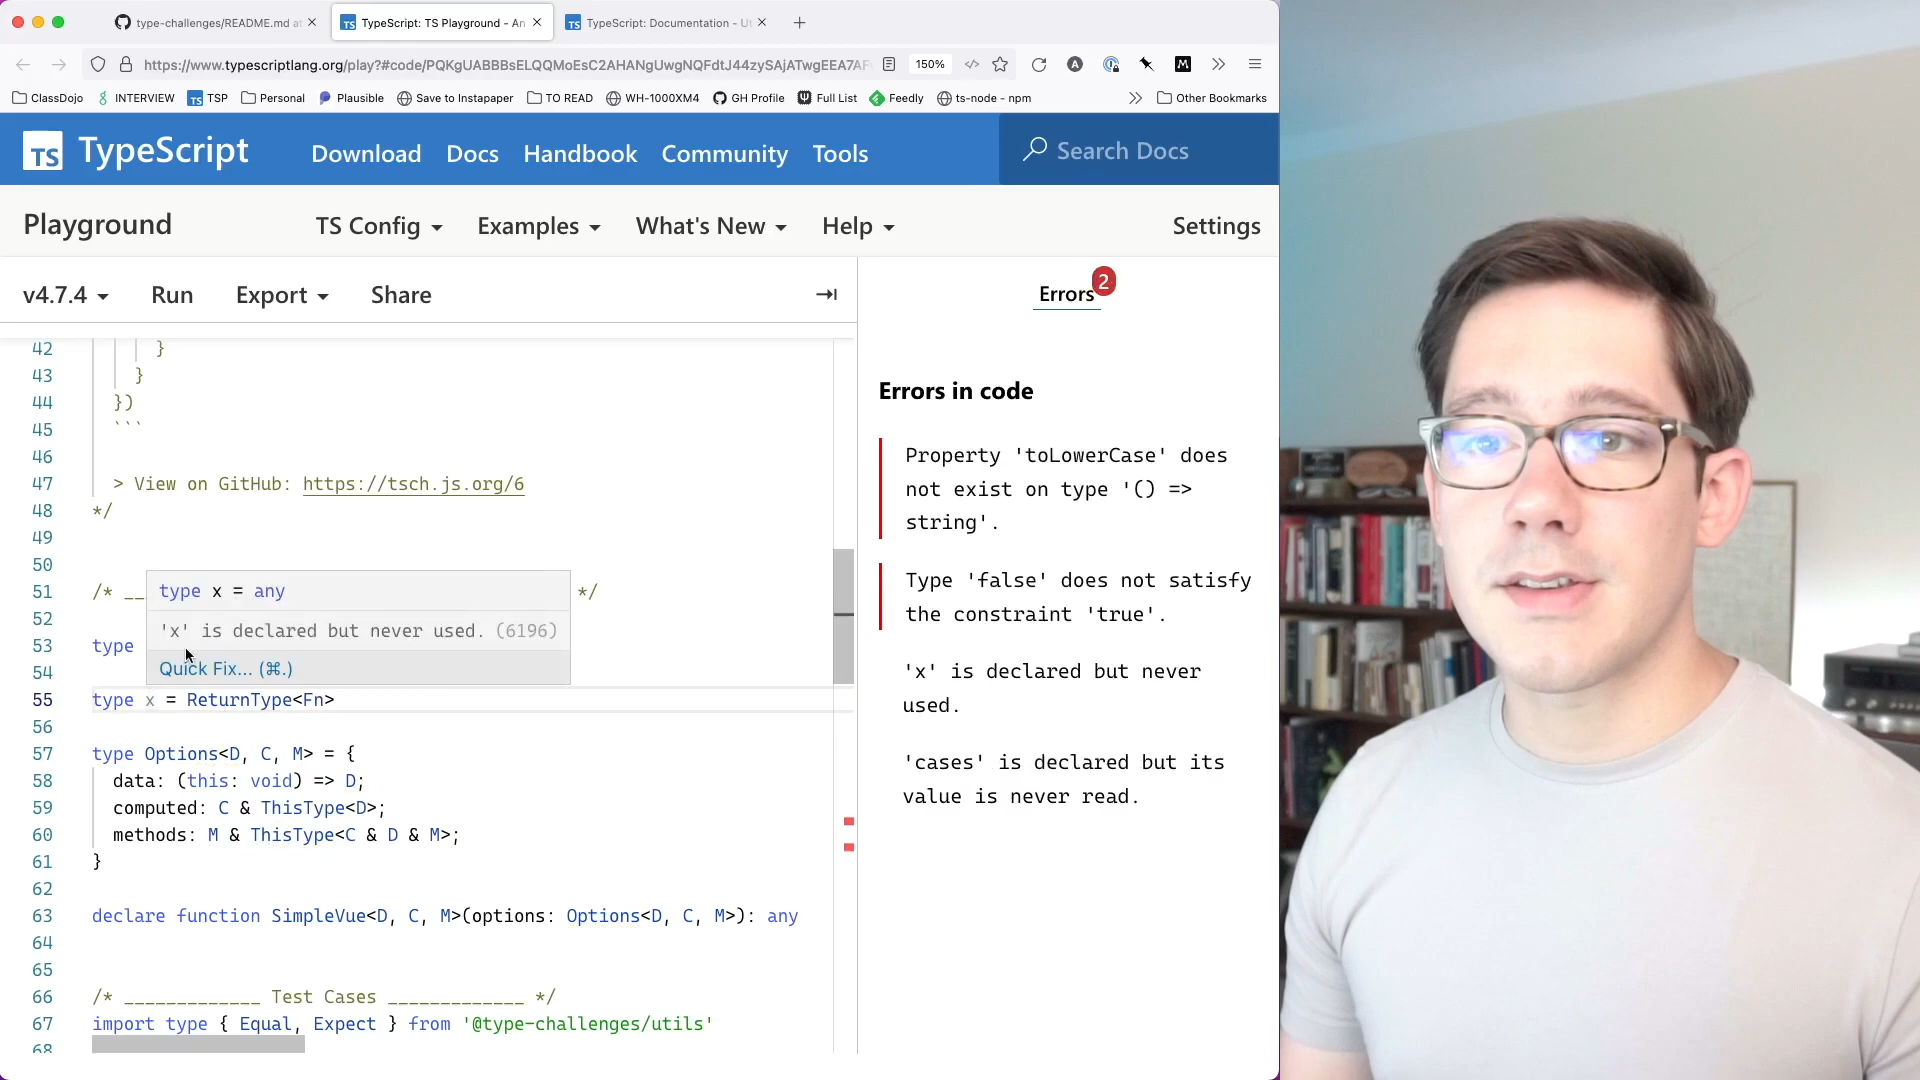 type-challenges/README.md at
TypeScript: TS Playground - An
TypeScript: Documentation - Ut
https://www.typescriptlang.org/play?#code/PQKgUABBBsELQQMoEsC2AHANgUwgNQFdtJ44zySAjATwgEEA7AF
150%
ClassDojo
INTERVIEW
TSP
Personal
Plausible
Save to Instapaper
TO READ
WH-1000XM4
GH Profile
Full List
Feedly
ts-node - npm
Other Bookmarks
TS TypeScript
Download Docs Handbook Community Tools
Search Docs
Playground
TS Config Examples What's New Help Settings
v4.7.4 Run Export Share
Errors 2
Errors in code
Property 'toLowerCase' does
not exist on type '() =>
string'.
Type 'false' does not satisfy
the constraint 'true'.
'x' is declared but never
used.
'cases' is declared but its
value is never read.
42 }
43 }
44 })
45 ```
46
47 > View on GitHub: https://tsch.js.org/6
48 */
49
50
51 /* __ */
type x = any
52
'x' is declared but never used. (6196)
53 type
Quick Fix... (⌘.)
54
55 type x = ReturnType<Fn>
56
57 type Options<D, C, M> = {
58 data: (this: void) => D;
59 computed: C & ThisType<D>;
60 methods: M & ThisType<C & D & M>;
61 }
62
63 declare function SimpleVue<D, C, M>(options: Options<D, C, M>): any
64
65
66 /* _____________ Test Cases _____________ */
67 import type { Equal, Expect } from '@type-challenges/utils'
68